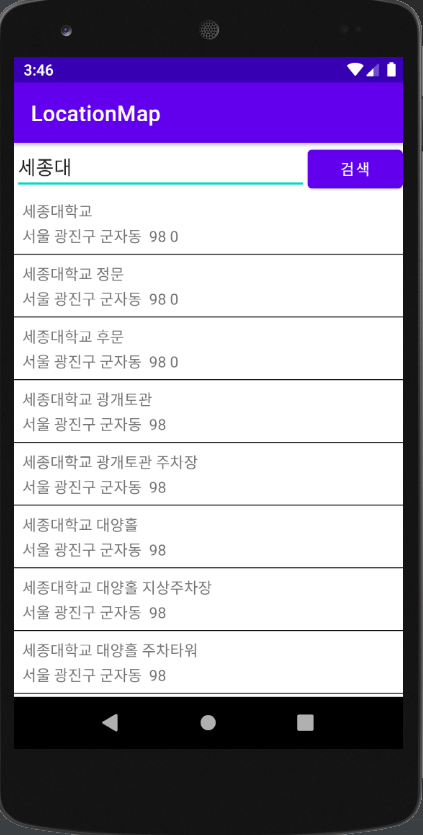 3:46
LocationMap
세종대 검색
세종대학교
서울 광진구 군자동  98 0
세종대학교 정문
서울 광진구 군자동  98 0
세종대학교 후문
서울 광진구 군자동  98 0
세종대학교 광개토관
서울 광진구 군자동  98
세종대학교 광개토관 주차장
서울 광진구 군자동  98
세종대학교 대양홀
서울 광진구 군자동  98
세종대학교 대양홀 지상주차장
서울 광진구 군자동  98
세종대학교 대양홀 주차타워
서울 광진구 군자동  98